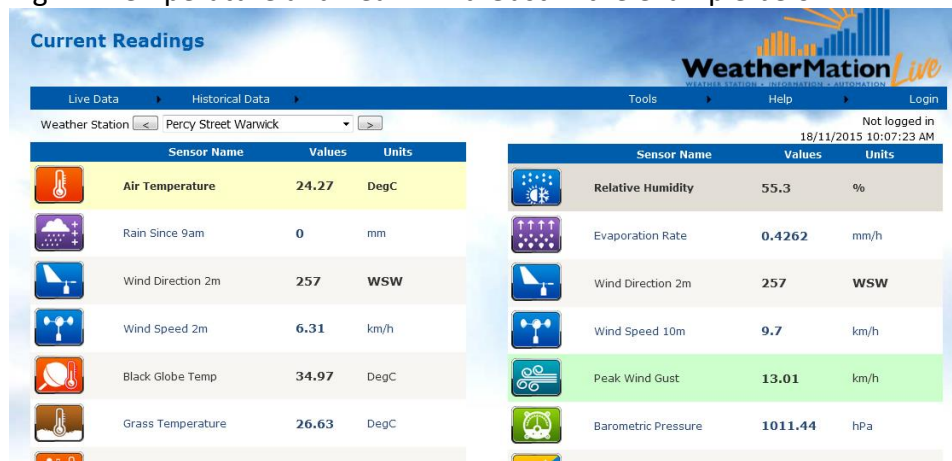 Current Readings
WeatherMation Live
WEATHER STATION • INFORMATION • AUTOMATION
Live Data Historical Data Tools Help Login
Weather Station < Percy Street Warwick > Not logged in
18/11/2015 10:07:23 AM
Sensor Name Values Units
Air Temperature 24.27 DegC
Rain Since 9am 0 mm
Wind Direction 2m 257 WSW
Wind Speed 2m 6.31 km/h
Black Globe Temp 34.97 DegC
Grass Temperature 26.63 DegC
Sensor Name Values Units
Relative Humidity 55.3 %
Evaporation Rate 0.4262 mm/h
Wind Direction 2m 257 WSW
Wind Speed 10m 9.7 km/h
Peak Wind Gust 13.01 km/h
Barometric Pressure 1011.44 hPa